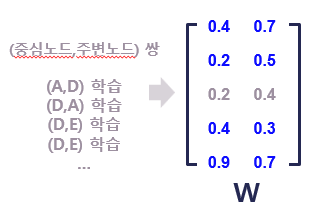 (중심노드,주변노드) 쌍
(A,D) 학습
(D,A) 학습
(D,E) 학습
(D,E) 학습
...
0.4 0.7
0.2 0.5
0.2 0.4
0.4 0.3
0.9 0.7
W